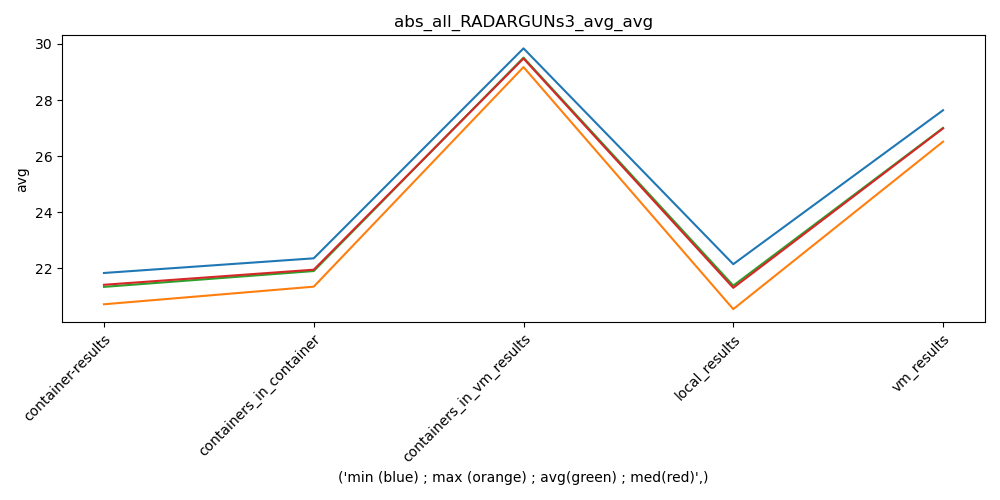 abs_all_RADARGUNs3_avg_avg
30
28
26
24
22
avg
container-results
containers_in_container
containers_in_vm_results
local_results
vm_results
('min (blue) ; max (orange) ; avg(green) ; med(red)',)